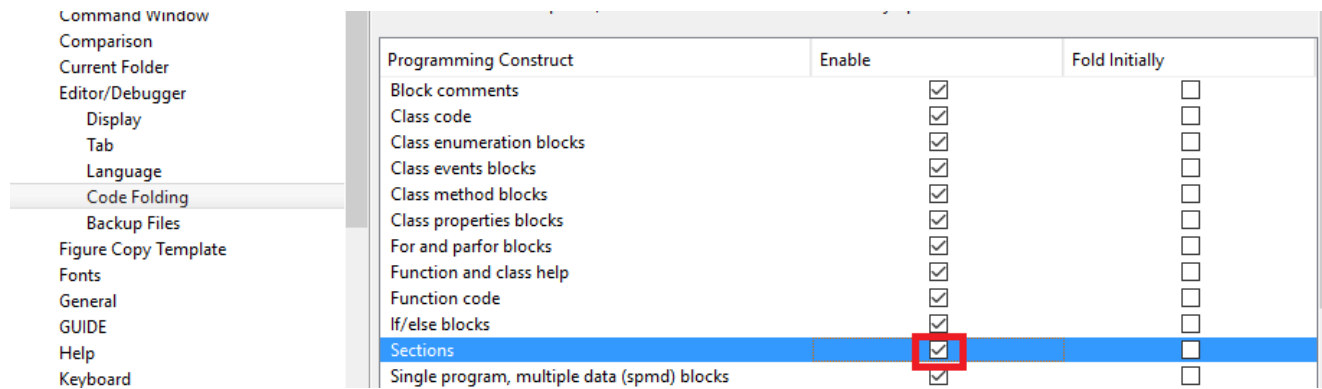 Command Window
Comparison
Current Folder
Editor/Debugger
Display
Tab
Language
Code Folding
Backup Files
Figure Copy Template
Fonts
General
GUIDE
Help
Keyboard
Programming Construct Enable Fold Initially
Block comments
Class code
Class enumeration blocks
Class events blocks
Class method blocks
Class properties blocks
For and parfor blocks
Function and class help
Function code
If/else blocks
Sections
Single program, multiple data (spmd) blocks